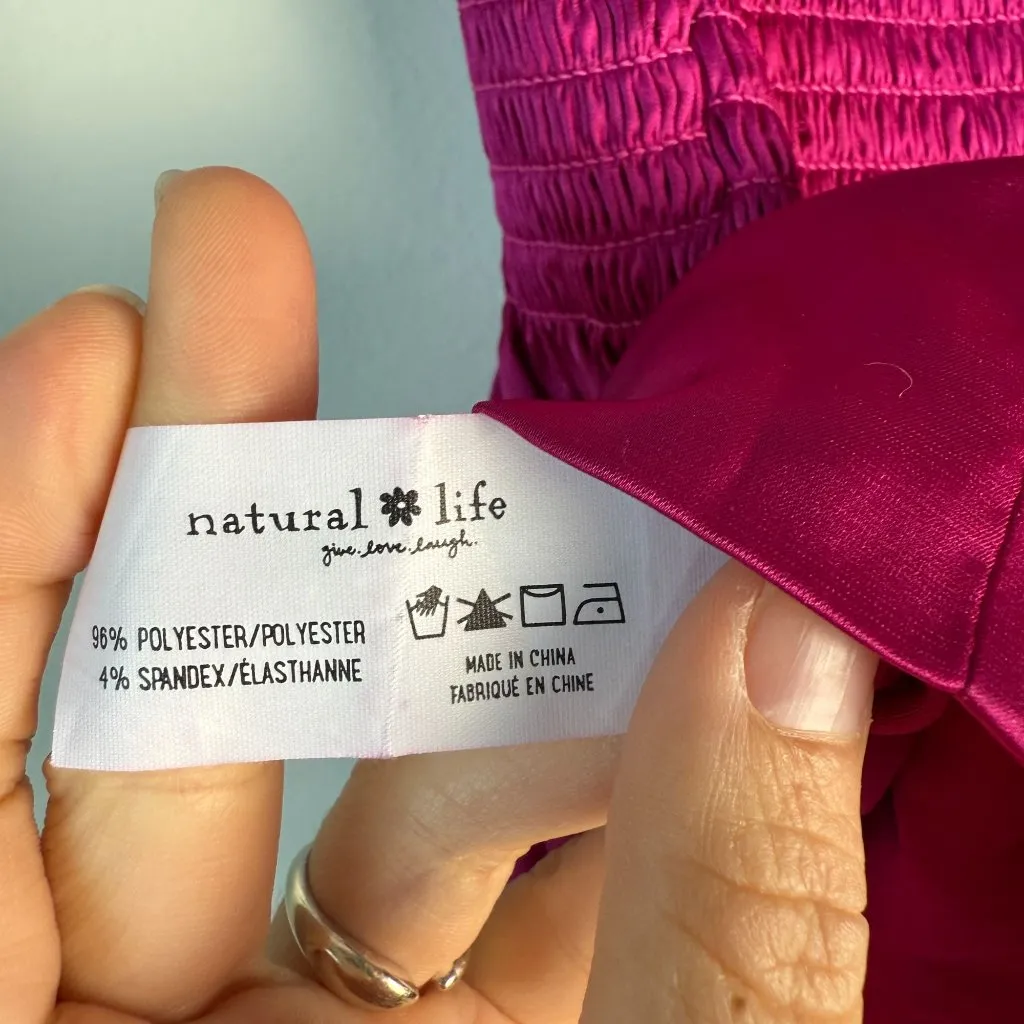 natural life
give. love. laugh.
96% POLYESTER/POLYESTER
4% SPANDEX/ÉLASTHANNE
MADE IN CHINA
FABRIQUÉ EN CHINE